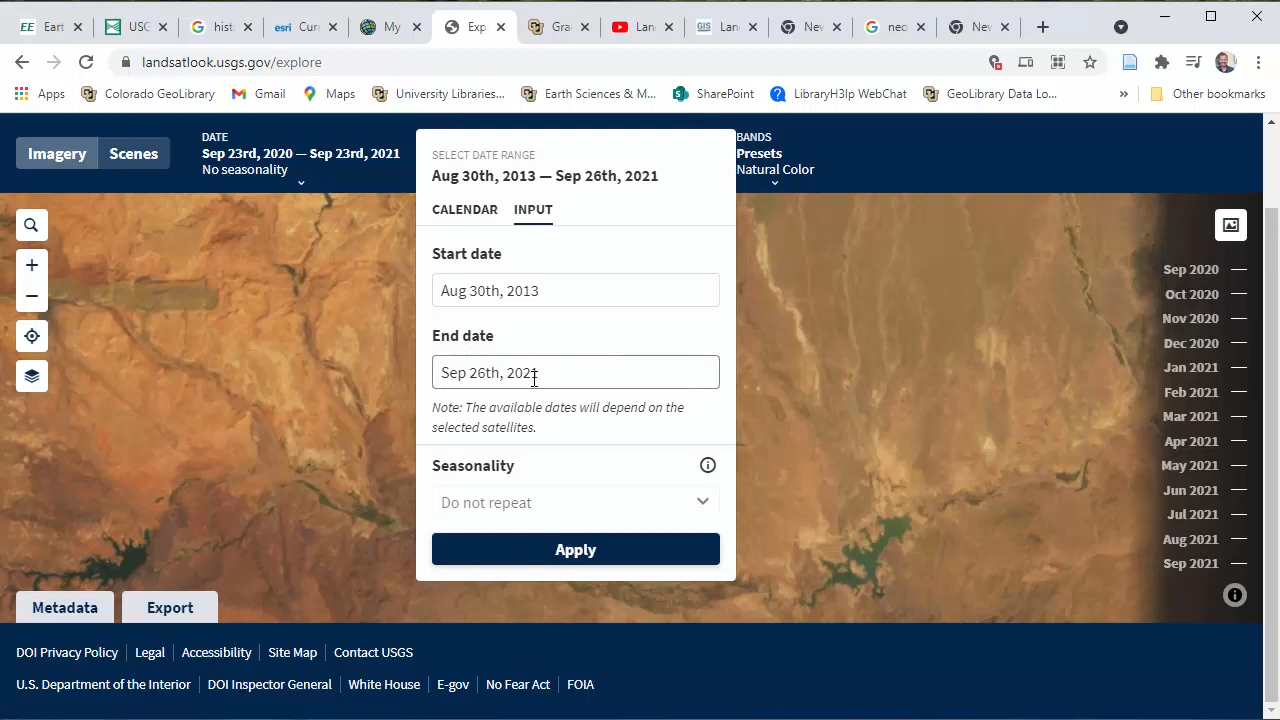 Eart
USC
hist
esri Curr
My
Exp
Gra
Lan
GIS Lan
Nev
nec
Nev
landsatlook.usgs.gov/explore
Apps
Colorado GeoLibrary
Gmail
Maps
University Libraries...
Earth Sciences & M...
SharePoint
LibraryH3lp WebChat
GeoLibrary Data Lo...
»
Other bookmarks
Imagery
Scenes
DATE
Sep 23rd, 2020 — Sep 23rd, 2021
No seasonality
SELECT DATE RANGE
Aug 30th, 2013 — Sep 26th, 2021
CALENDAR
INPUT
Start date
Aug 30th, 2013
End date
Sep 26th, 2021
Note: The available dates will depend on the
selected satellites.
Seasonality
Do not repeat
Apply
BANDS
Presets
Natural Color
Sep 2020
Oct 2020
Nov 2020
Dec 2020
Jan 2021
Feb 2021
Mar 2021
Apr 2021
May 2021
Jun 2021
Jul 2021
Aug 2021
Sep 2021
Metadata
Export
DOI Privacy Policy
Legal
Accessibility
Site Map
Contact USGS
U.S. Department of the Interior
DOI Inspector General
White House
E-gov
No Fear Act
FOIA